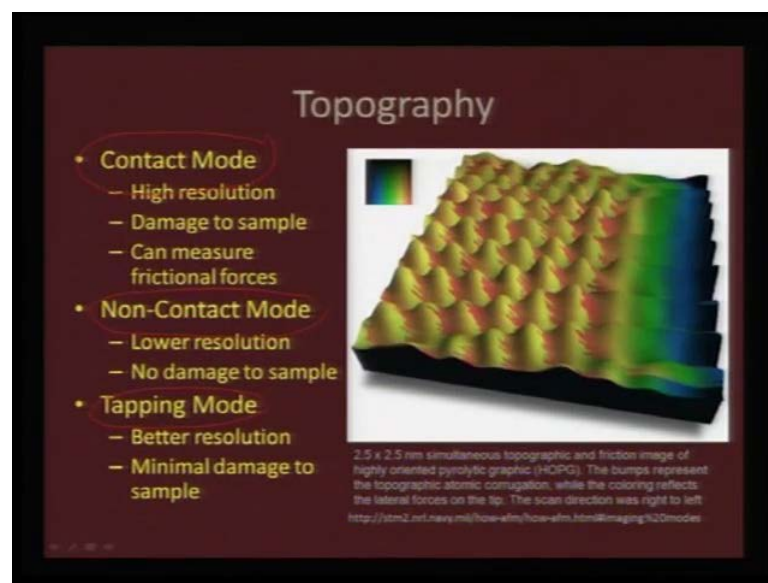 Topography
• Contact Mode
– High resolution
– Damage to sample
– Can measure
frictional forces
• Non-Contact Mode
– Lower resolution
– No damage to sample
• Tapping Mode
– Better resolution
– Minimal damage to
sample
2.5 x 2.5 nm simultaneous topographic and friction image of
highly oriented pyrolytic graphic (HOPG). The bumps represent
the topographic atomic corrugation, while the coloring reflects
the lateral forces on the tip. The scan direction was right to left
http://stm2.nrl.navy.mil/how-afm/how-afm.html#imaging%20modes